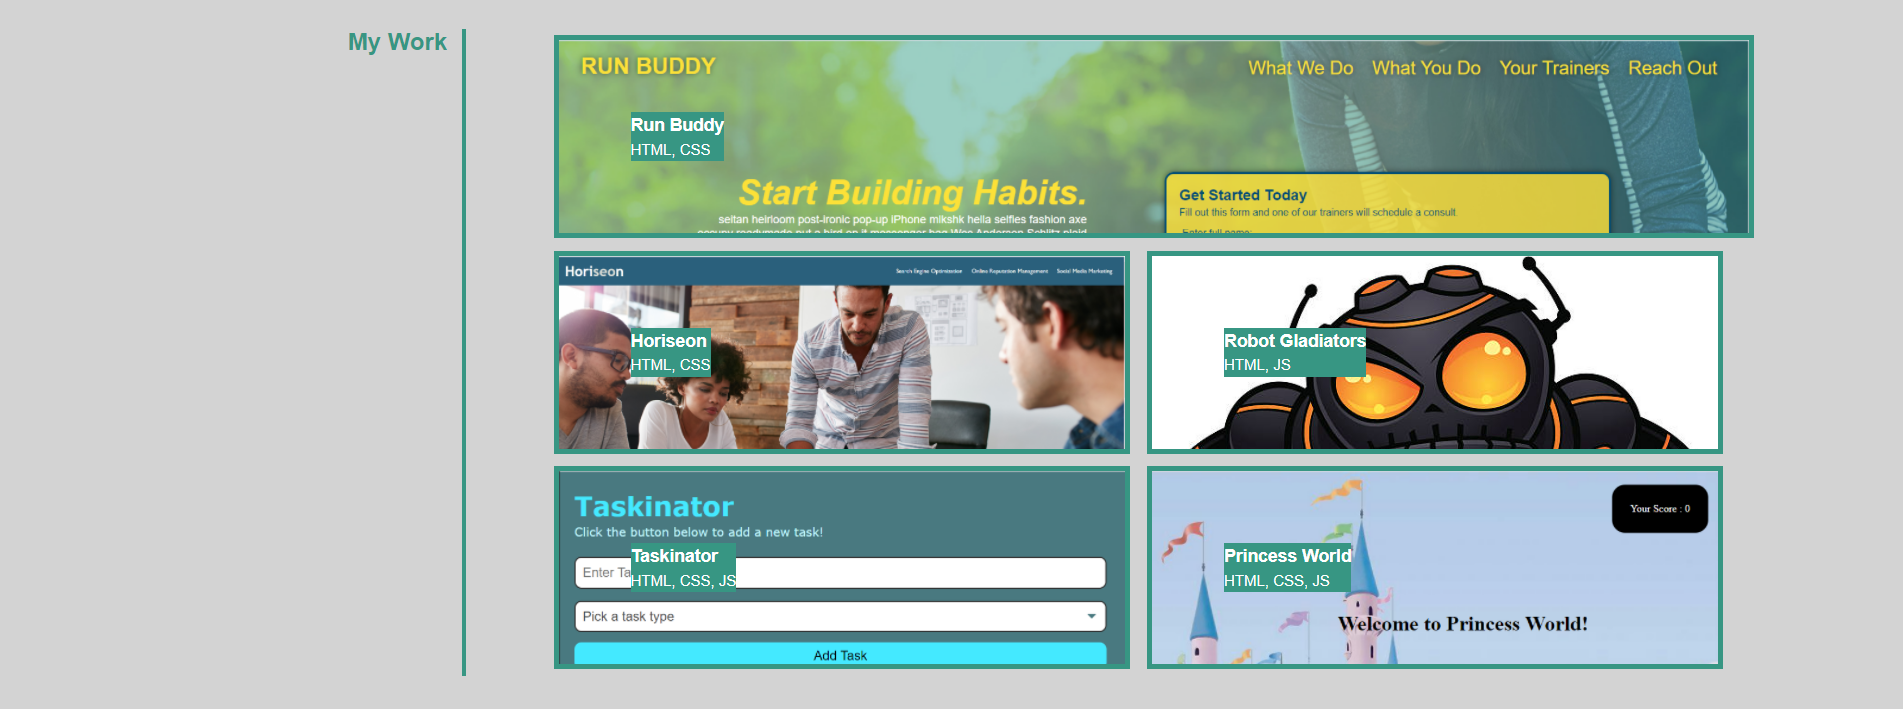 My Work
RUN BUDDY
What We Do What You Do Your Trainers Reach Out
Run Buddy
HTML, CSS
Start Building Habits.
seitan heirloom post-ironic pop-up iPhone mlkshk hella selfies fashion axe
Get Started Today
Fill out this form and one of our trainers will schedule a consult.
Enter full name:
Horiseon
Search Engine Optimization Online Reputation Management Social Media Marketing
Horiseon
HTML, CSS
Robot Gladiators
HTML, JS
Taskinator
Click the button below to add a new task!
Taskinator
Enter Ta
HTML, CSS, JS
Pick a task type
Add Task
Your Score : 0
Princess World
HTML, CSS, JS
Welcome to Princess World!